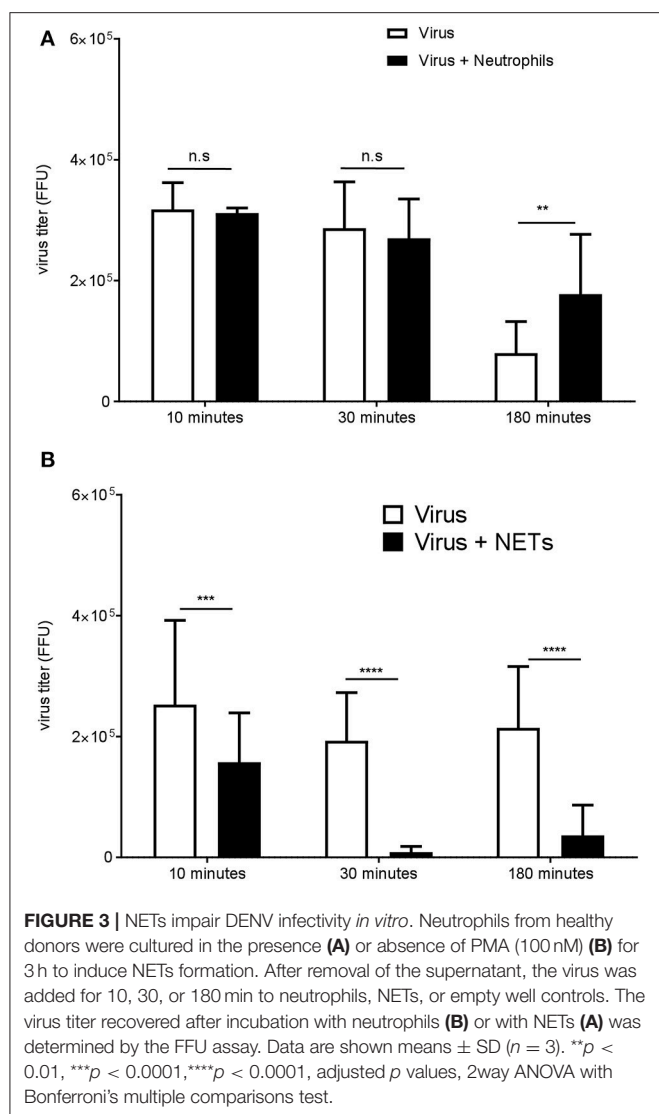 A
Virus
Virus + Neutrophils
6×10⁵
4×10⁵
2×10⁵
0
virus titer (FFU)
n.s
n.s
**
10 minutes
30 minutes
180 minutes
B
Virus
Virus + NETs
6×10⁵
4×10⁵
2×10⁵
0
virus titer (FFU)
***
****
****
10 minutes
30 minutes
180 minutes
FIGURE 3 | NETs impair DENV infectivity in vitro. Neutrophils from healthy
donors were cultured in the presence (A) or absence of PMA (100 nM) (B) for
3 h to induce NETs formation. After removal of the supernatant, the virus was
added for 10, 30, or 180 min to neutrophils, NETs, or empty well controls. The
virus titer recovered after incubation with neutrophils (B) or with NETs (A) was
determined by the FFU assay. Data are shown means ± SD (n = 3). **p <
0.01, ***p < 0.0001,****p < 0.0001, adjusted p values, 2way ANOVA with
Bonferroni's multiple comparisons test.